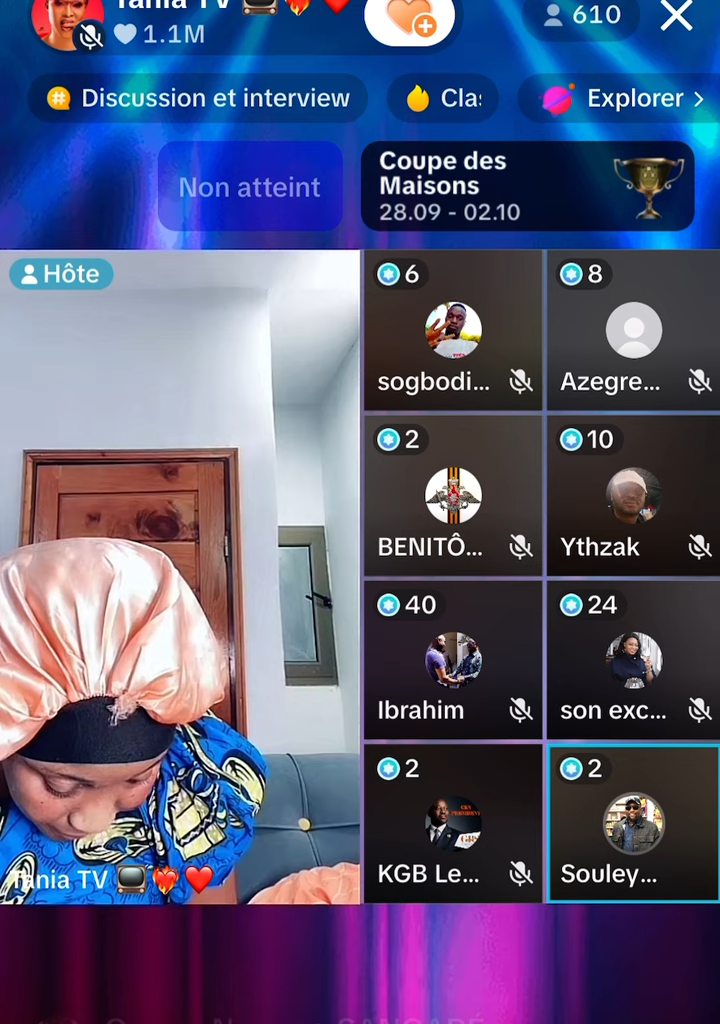 Tania TV
1.1M
610
Discussion et interview
Cla
Explorer
Non atteint
Coupe des
Maisons
28.09 - 02.10
Hôte
6
sogbodi...
8
Azegre...
2
BENITÔ...
10
Ythzak
40
Ibrahim
24
son exc...
2
KGB Le...
2
Souley...
Tania TV